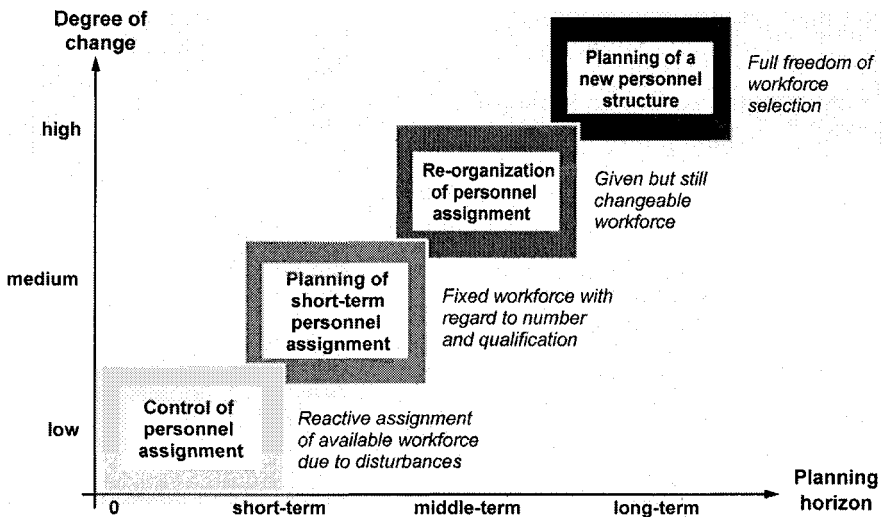 Degree of
change
Planning of a
new personnel
structure
Full freedom of
workforce
selection
high
Re-organization
of personnel
assignment
Given but still
changeable
workforce
medium
Planning of
short-term
personnel
assignment
Fixed workforce with
regard to number
and qualification
low
Control of
personnel
assignment
Reactive assignment
of available workforce
due to disturbances
0 short-term middle-term long-term
Planning
horizon